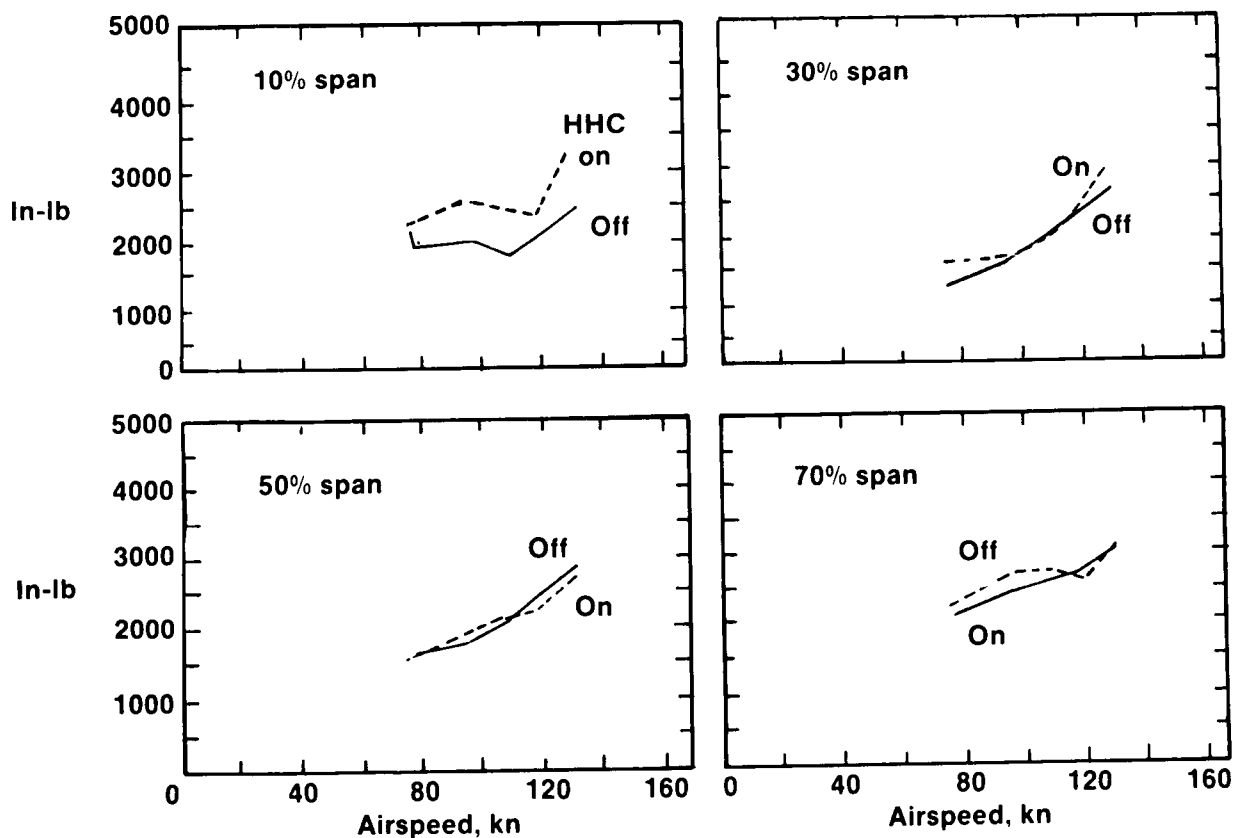 5000
4000
3000
2000
1000
0
In-lb
10% span
HHC
on
Off
30% span
On
Off
5000
4000
3000
2000
1000
In-lb
50% span
Off
On
0 40 80 120 160
Airspeed, kn
70% span
Off
On
0 40 80 120 160
Airspeed, kn